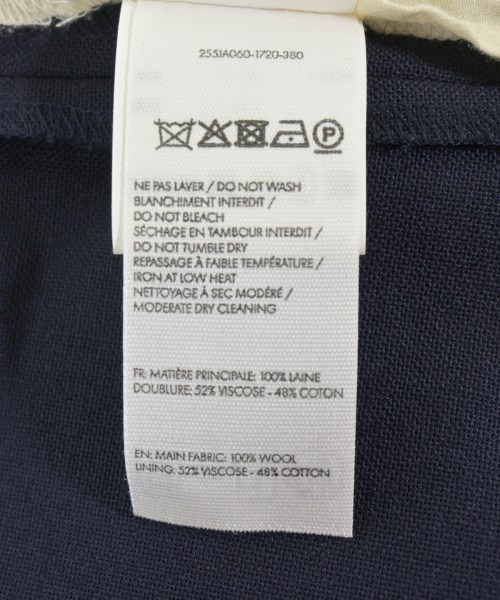 255JA060-1720-380
P
NE PAS LAVER / DO NOT WASH
BLANCHIMENT INTERDIT /
DO NOT BLEACH
SÉCHAGE EN TAMBOUR INTERDIT /
DO NOT TUMBLE DRY
REPASSAGE À FAIBLE TEMPÉRATURE /
IRON AT LOW HEAT
NETTOYAGE À SEC MODÉRÉ /
MODERATE DRY CLEANING
FR: MATIÈRE PRINCIPALE: 100% LAINE
DOUBLURE: 52% VISCOSE - 48% COTON
EN: MAIN FABRIC: 100% WOOL
LINING: 52% VISCOSE - 48% COTTON